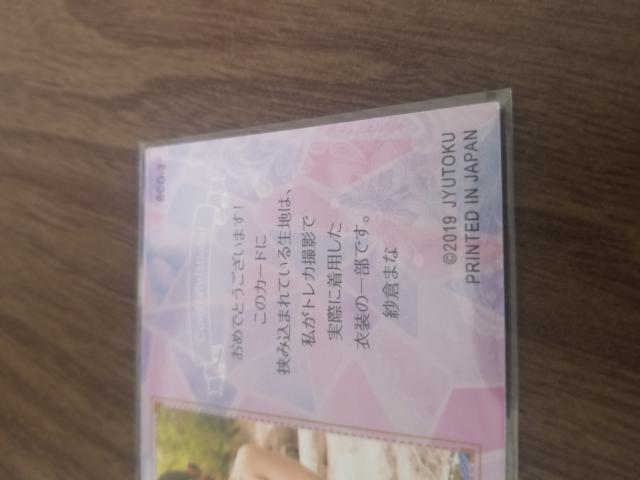 Congratulations
おめでとうございます!
このカードに
挟み込まれている生地は、
私がトレカ撮影で
実際に着用した
衣装の一部です。
紗倉まな
©2019 JYUTOKU
PRINTED IN JAPAN